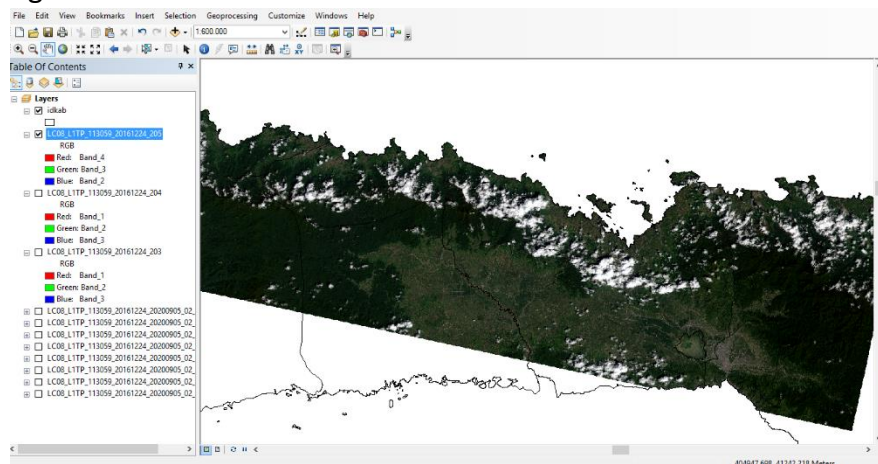 File Edit View Bookmarks Insert Selection Geoprocessing Customize Windows Help
1:600.000
Table Of Contents
Layers
idkab
LC08_L1TP_113059_20161224_205
RGB
Red: Band_4
Green: Band_3
Blue: Band_2
LC08_L1TP_113059_20161224_204
RGB
Red: Band_1
Green: Band_2
Blue: Band_3
LC08_L1TP_113059_20161224_203
RGB
Red: Band_1
Green: Band_2
Blue: Band_3
LC08_L1TP_113059_20161224_20200905_02_
LC08_L1TP_113059_20161224_20200905_02_
LC08_L1TP_113059_20161224_20200905_02_
LC08_L1TP_113059_20161224_20200905_02_
LC08_L1TP_113059_20161224_20200905_02_
LC08_L1TP_113059_20161224_20200905_02_
LC08_L1TP_113059_20161224_20200905_02_
LC08_L1TP_113059_20161224_20200905_02_